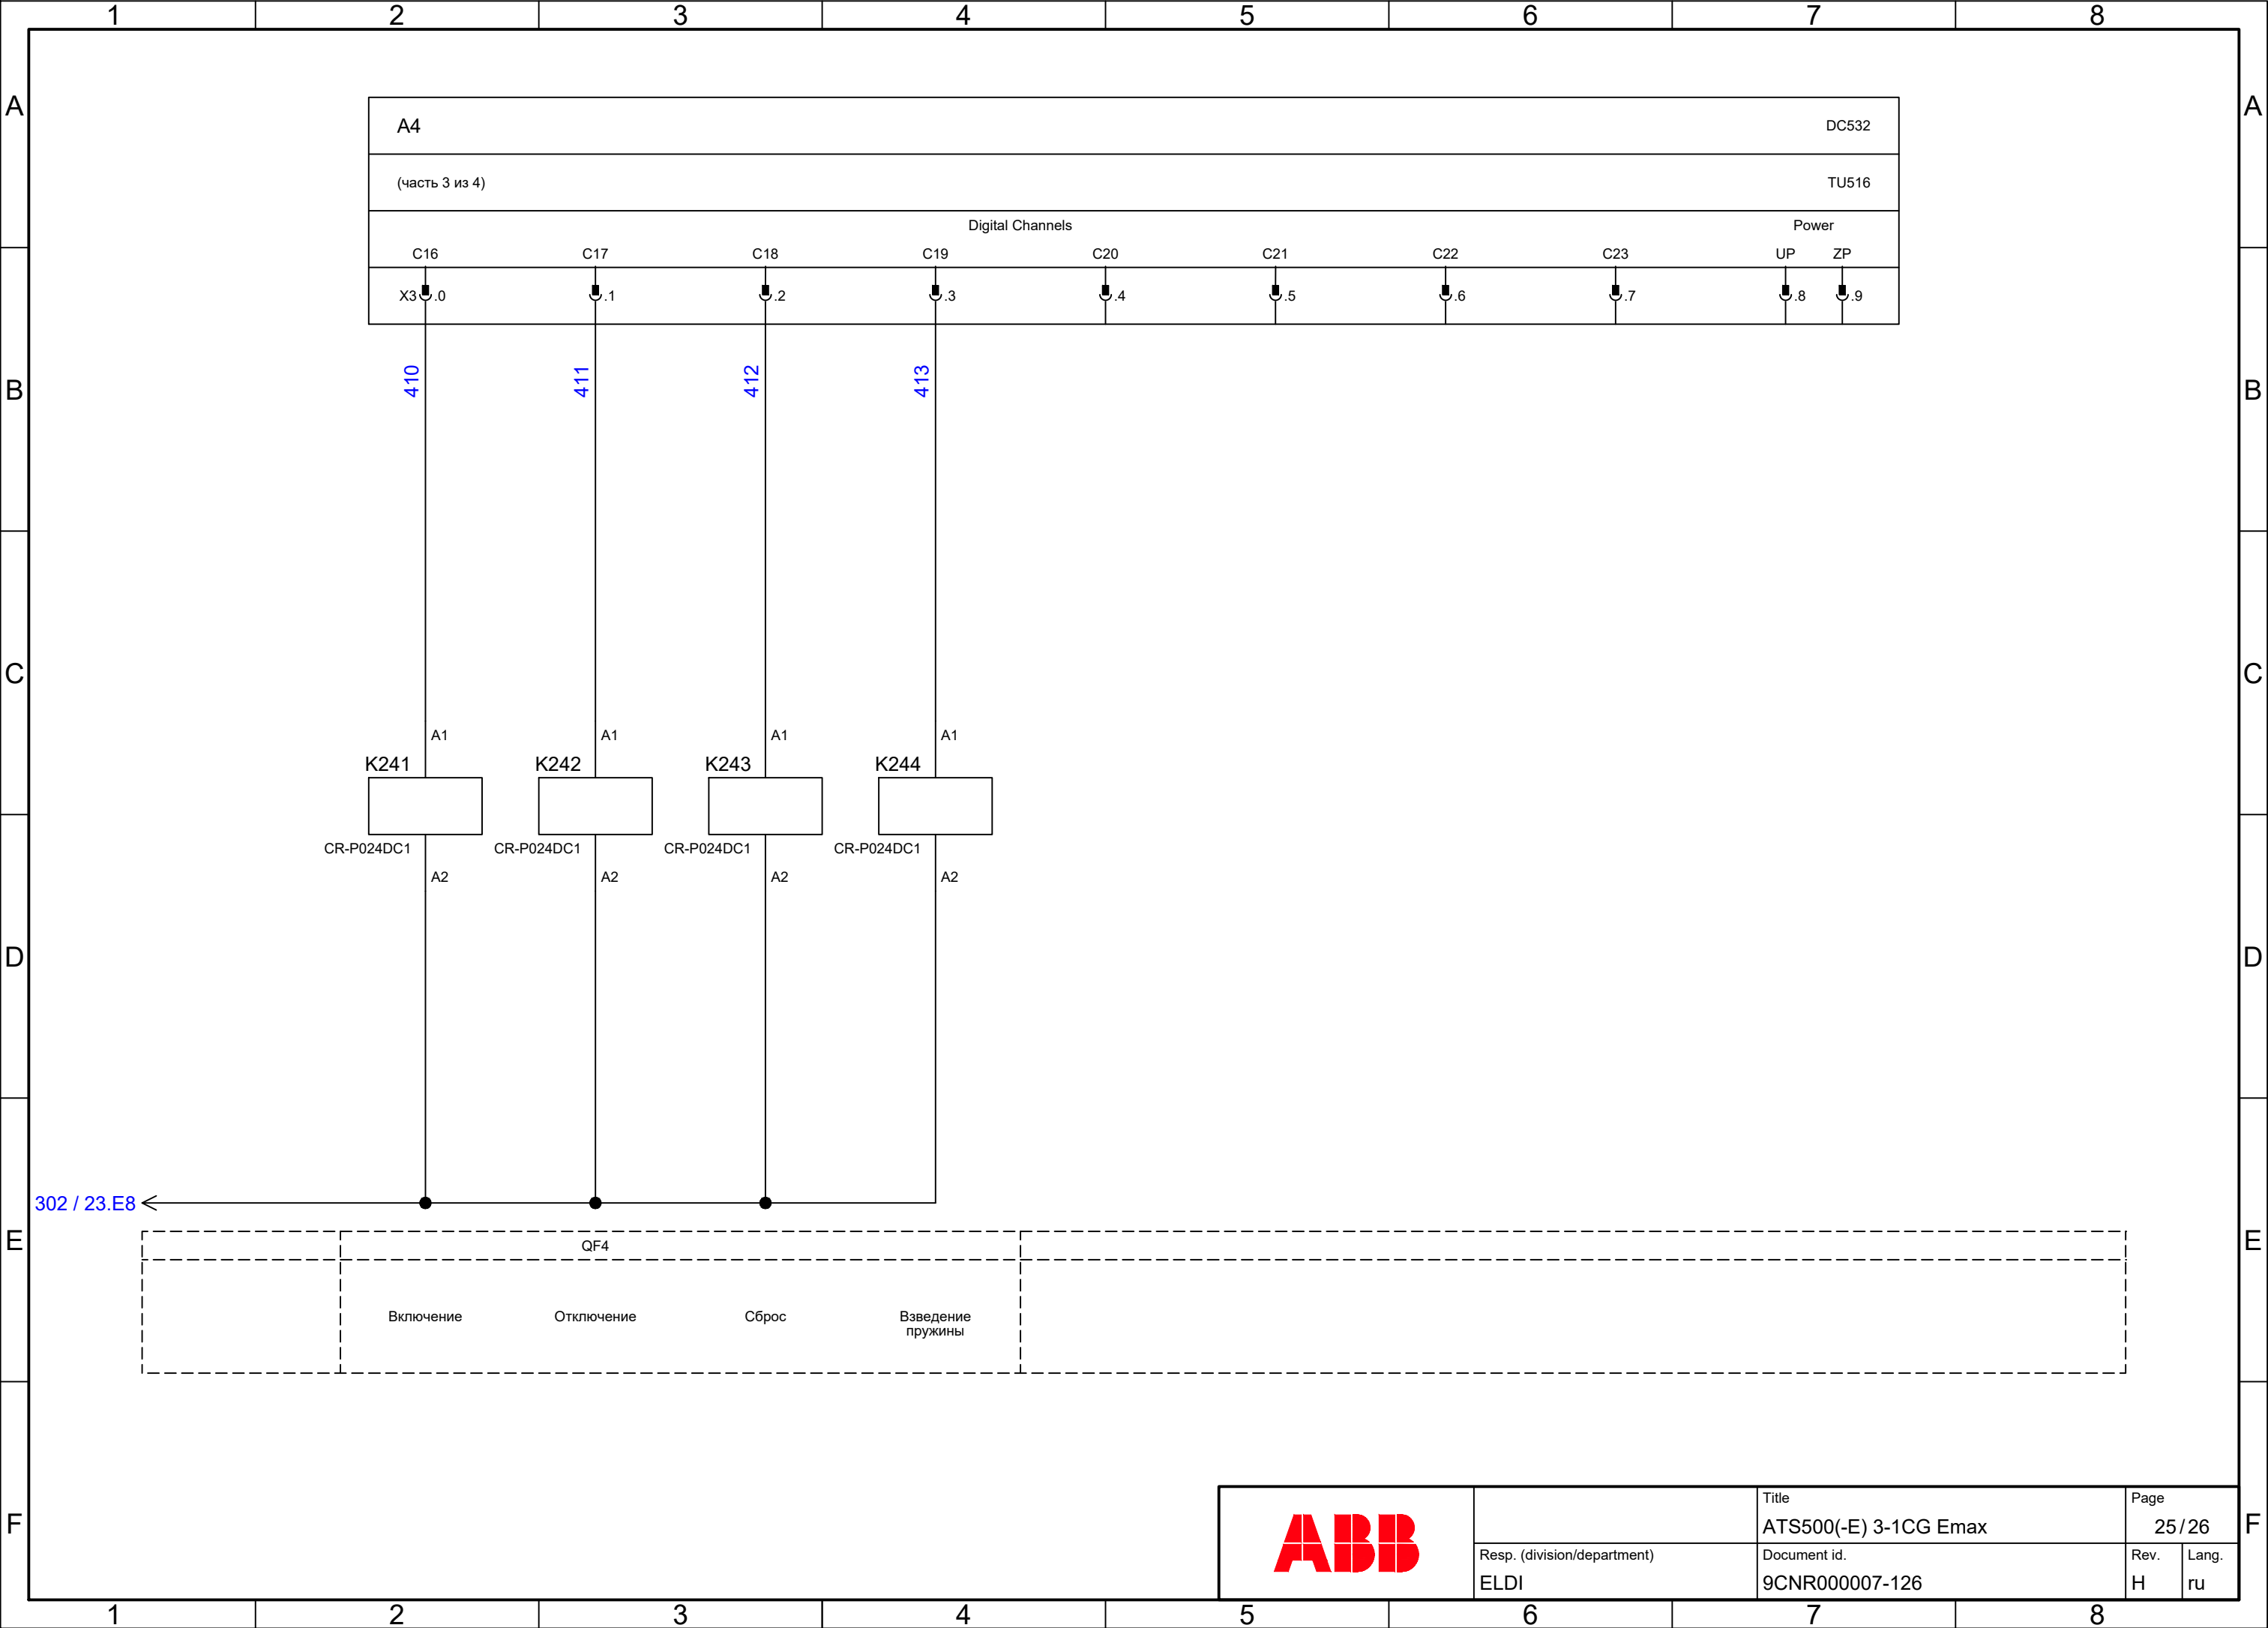 1 2 3 4 5 6 7 8
A A
A4 DC532
(часть 3 из 4) TU516
Digital Channels Power
C16 C17 C18 C19 C20 C21 C22 C23 UP ZP
X3 .0 .1 .2 .3 .4 .5 .6 .7 .8 .9
410 411 412 413
B B
C C
A1 A1 A1 A1
K241 K242 K243 K244
CR-P024DC1 CR-P024DC1 CR-P024DC1 CR-P024DC1
A2 A2 A2 A2
D D
302 / 23.E8
E E
QF4
Включение Отключение Сброс Взведение
пружины
F F
ABB
Title
ATS500(-E) 3-1CG Emax
Page
25/26
Resp. (division/department)
ELDI
Document id.
9CNR000007-126
Rev.
H
Lang.
ru
1 2 3 4 5 6 7 8